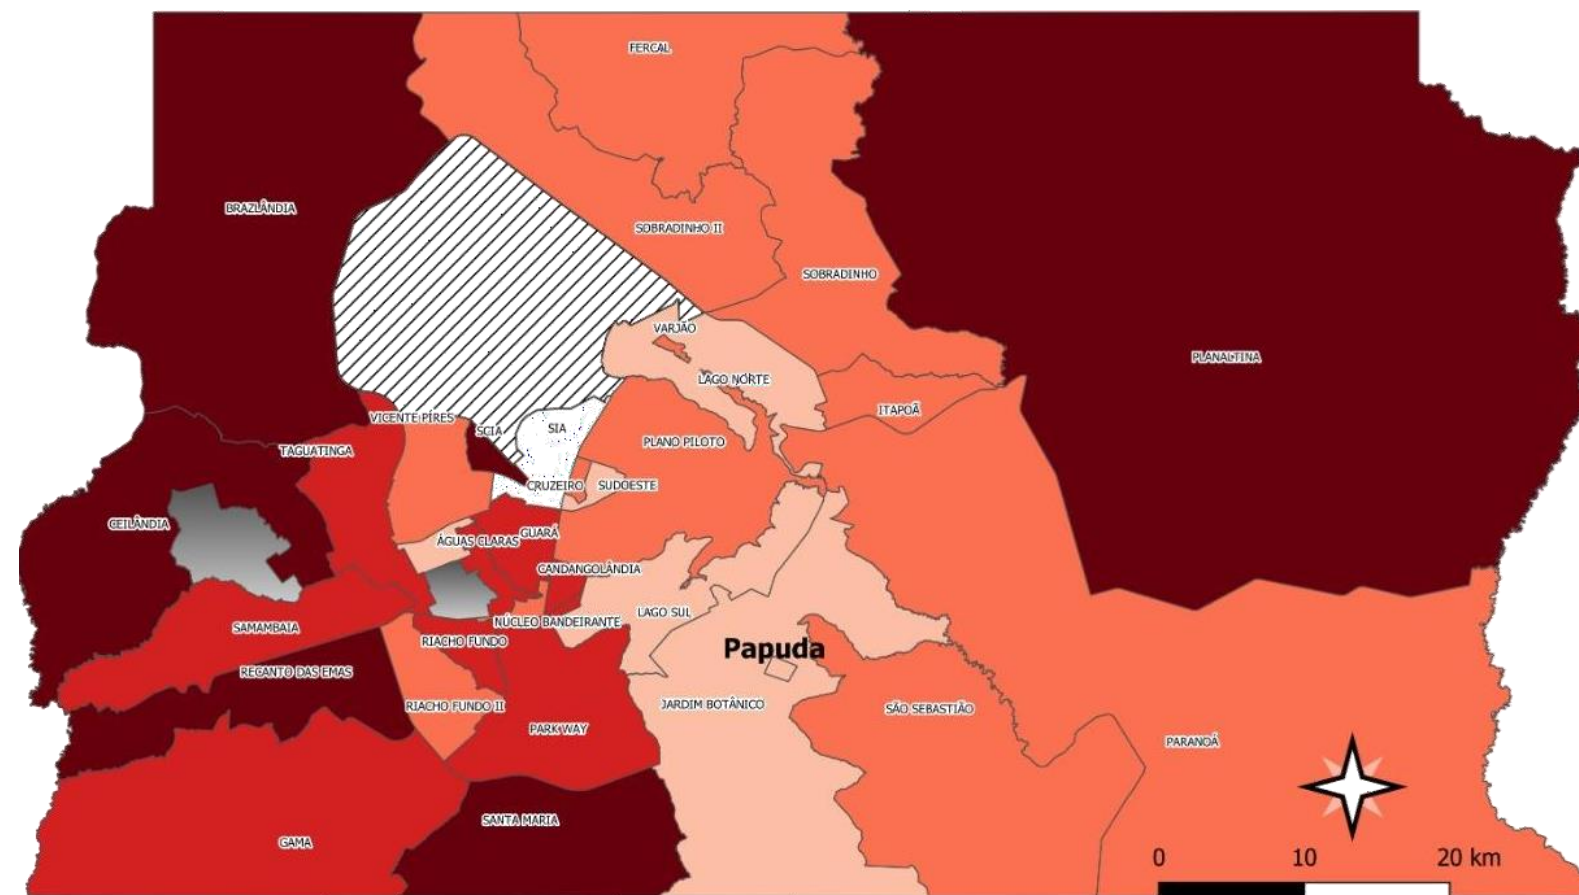 FERCAL
BRAZLÂNDIA
SOBRADINHO II
SOBRADINHO
VARJÃO
PLANALTINA
LAGO NORTE
ITAPOÃ
VICENTE PÍRES
SCIA
SIA
PLANO PILOTO
TAGUATINGA
CRUZEIRO
SUDOESTE
CEILÂNDIA
ÁGUAS CLARAS
GUARÁ
CANDANGOLÂNDIA
SAMAMBAIA
NÚCLEO BANDEIRANTE
LAGO SUL
RIACHO FUNDO
Papuda
RECANTO DAS EMAS
RIACHO FUNDO II
JARDIM BOTÂNICO
SÃO SEBASTIÃO
PARK WAY
PARANOÁ
SANTA MARIA
GAMA
0 10 20 km